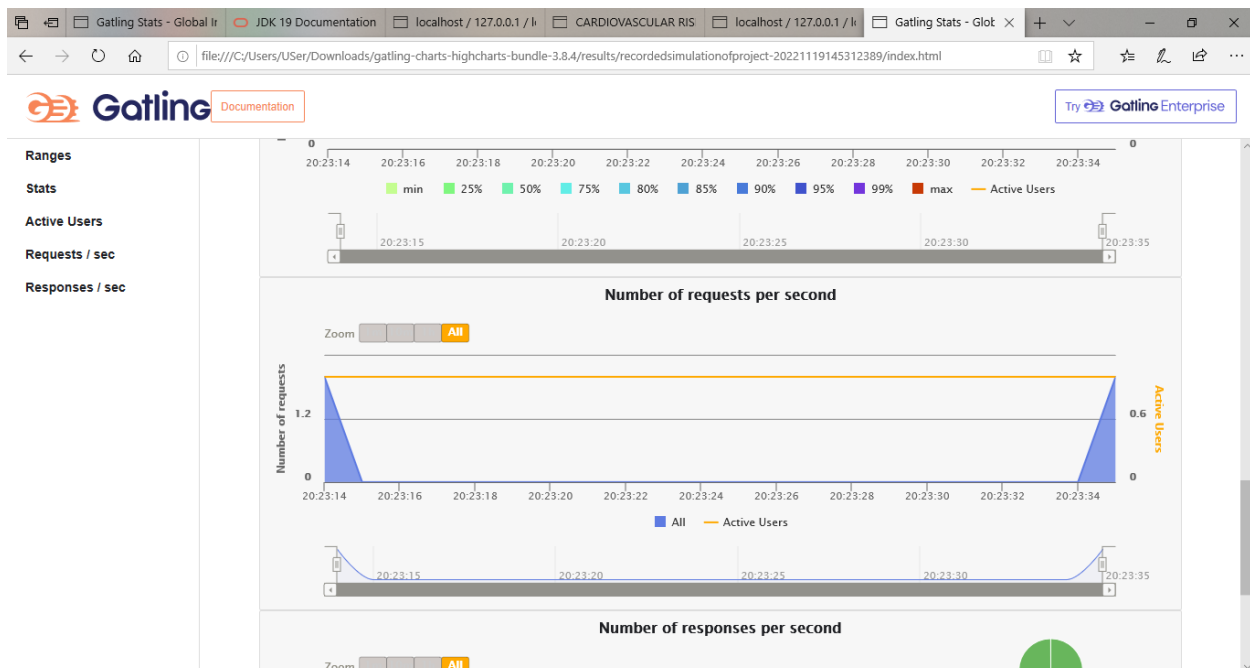 Gatling Stats - Global Ir
JDK 19 Documentation
localhost / 127.0.0.1 / l
CARDIOVASCULAR RIS
localhost / 127.0.0.1 / l
Gatling Stats - Glob
file:///C:/Users/USer/Downloads/gatling-charts-highcharts-bundle-3.8.4/results/recordedsimulationofproject-20221119145312389/index.html
Gatling
Documentation
Try Gatling Enterprise
Ranges
Stats
Active Users
Requests / sec
Responses / sec
0 0
20:23:14 20:23:16 20:23:18 20:23:20 20:23:22 20:23:24 20:23:26 20:23:28 20:23:30 20:23:32 20:23:34
min 25% 50% 75% 80% 85% 90% 95% 99% max Active Users
20:23:15 20:23:20 20:23:25 20:23:30 20:23:35
Number of requests per second
Zoom All
Number of requests
1.2
0
Active Users
0.6
0
20:23:14 20:23:16 20:23:18 20:23:20 20:23:22 20:23:24 20:23:26 20:23:28 20:23:30 20:23:32 20:23:34
All Active Users
20:23:15 20:23:20 20:23:25 20:23:30 20:23:35
Number of responses per second
Zoom All